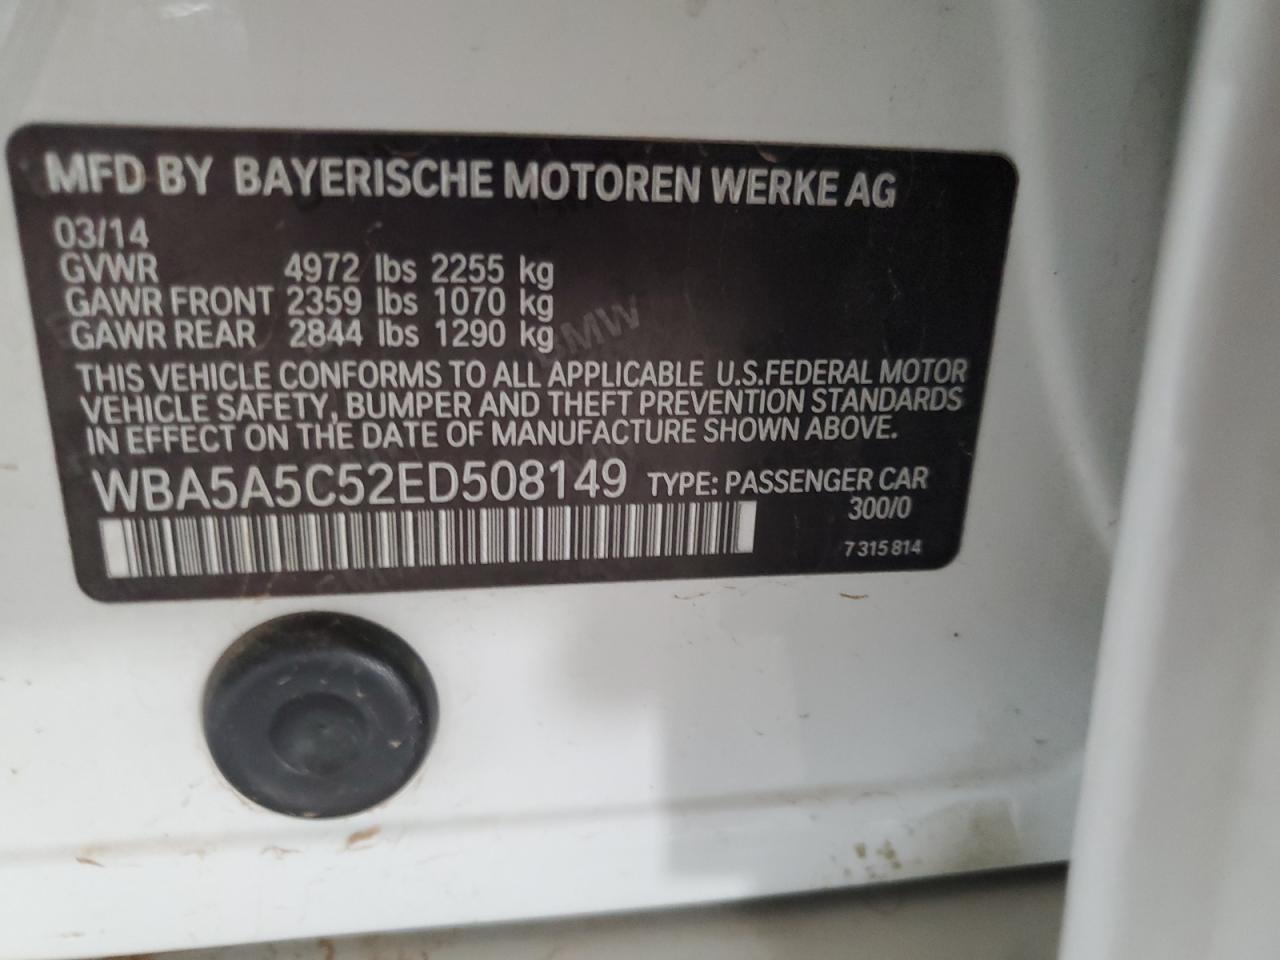 MFD BY BAYERISCHE MOTOREN WERKE AG
03/14
GVWR 4972 lbs 2255 kg
GAWR FRONT 2359 lbs 1070 kg
GAWR REAR 2844 lbs 1290 kg
BMW
THIS VEHICLE CONFORMS TO ALL APPLICABLE U.S.FEDERAL MOTOR
VEHICLE SAFETY, BUMPER AND THEFT PREVENTION STANDARDS
IN EFFECT ON THE DATE OF MANUFACTURE SHOWN ABOVE.
WBA5A5C52ED508149 TYPE: PASSENGER CAR
300/0
7 315 814